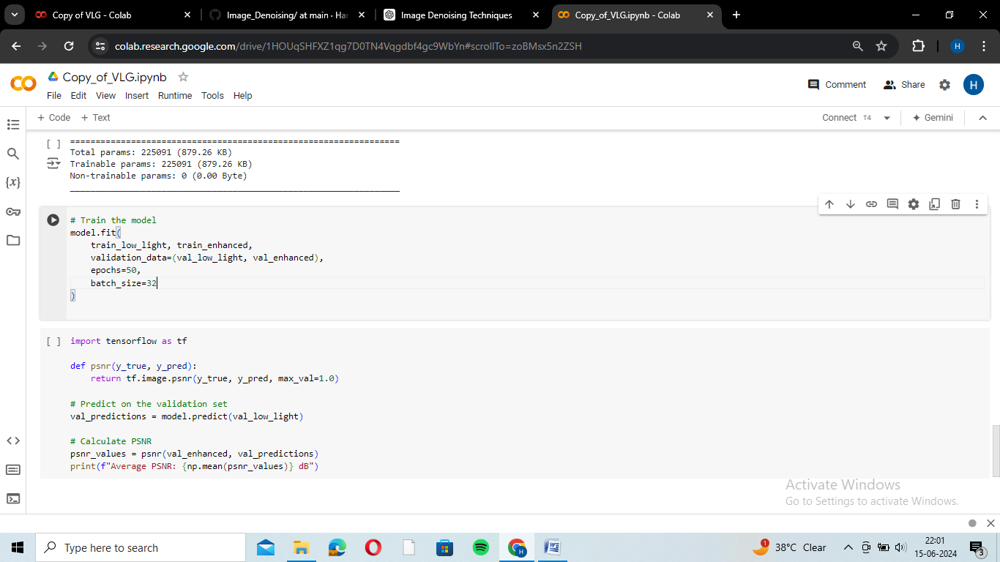 Copy of VLG - Colab
Image_Denoising/ at main · Har
Image Denoising Techniques
Copy_of_VLG.ipynb - Colab
colab.research.google.com/drive/1HOUqSHFXZ1qg7D0TN4Vqgdbf4gc9WbYn#scrollTo=zoBMsx5n2ZSH
H
Copy_of_VLG.ipynb
File Edit View Insert Runtime Tools Help
Comment Share H
+ Code + Text
Connect T4 Gemini
[ ] =================================================================
Total params: 225091 (879.26 KB)
Trainable params: 225091 (879.26 KB)
Non-trainable params: 0 (0.00 Byte)
_________________________________________________________________
{x}
# Train the model
model.fit(
    train_low_light, train_enhanced,
    validation_data=(val_low_light, val_enhanced),
    epochs=50,
    batch_size=32
)
[ ] import tensorflow as tf
def psnr(y_true, y_pred):
    return tf.image.psnr(y_true, y_pred, max_val=1.0)
# Predict on the validation set
val_predictions = model.predict(val_low_light)
# Calculate PSNR
psnr_values = psnr(val_enhanced, val_predictions)
print(f"Average PSNR: {np.mean(psnr_values)} dB")
Activate Windows
Go to Settings to activate Windows.
Type here to search
H
W
1
38°C Clear
22:01
15-06-2024
3